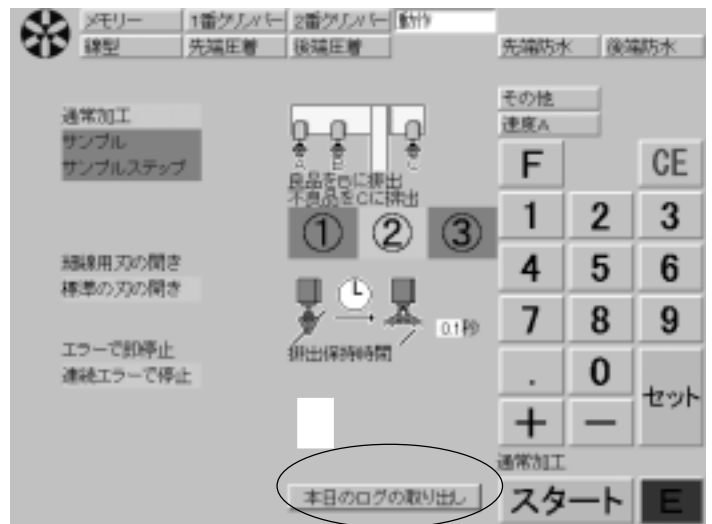 メモリー
1番クリンパー
2番クリンパー
動作
線型
先端圧着
後端圧着
先端防水
後端防水
その他
速度A
通常加工
サンプル
サンプルステップ
A
B
C
良品をBに排出
不良品をCに排出
①
②
③
細線用刃の開き
標準の刃の開き
0.1秒
排出保持時間
エラーで即停止
連続エラーで停止
F
CE
1
2
3
4
5
6
7
8
9
.
0
セット
+
−
通常加工
本日のログの取り出し
スタート
E